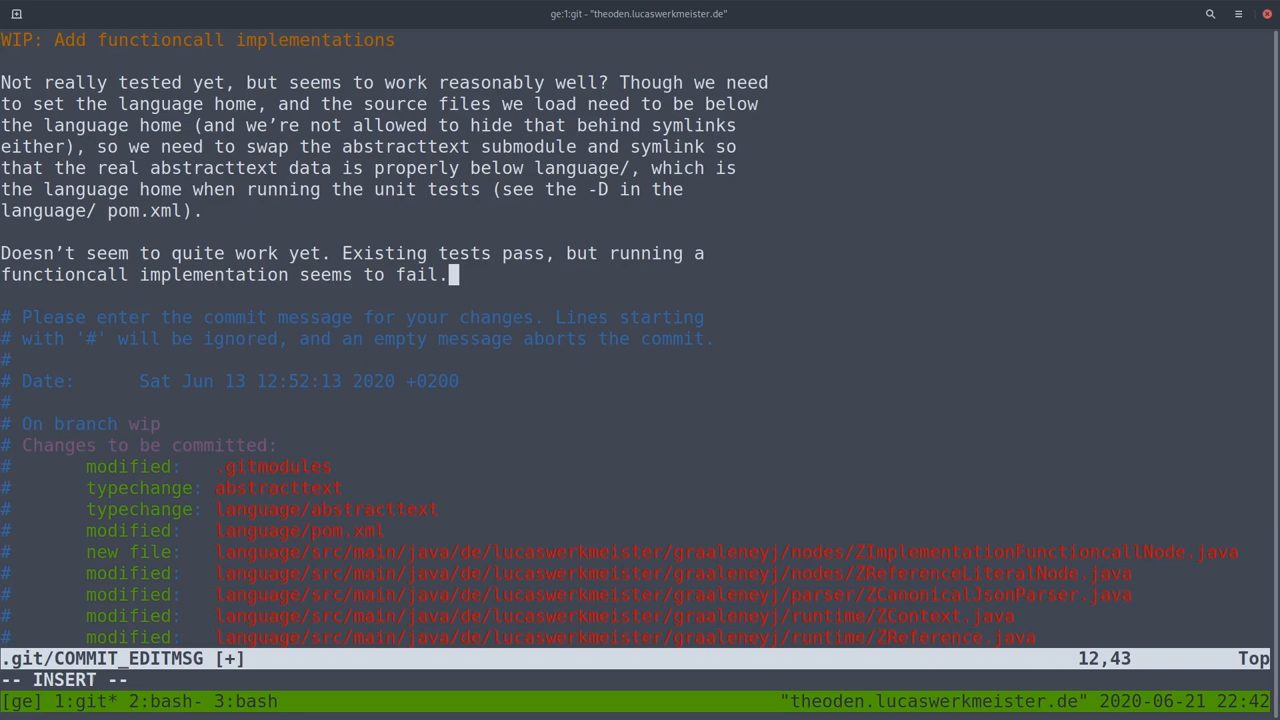 ge:1:git - "theoden.lucaswerkmeister.de"
WIP: Add functioncall implementations
Not really tested yet, but seems to work reasonably well? Though we need
to set the language home, and the source files we load need to be below
the language home (and we’re not allowed to hide that behind symlinks
either), so we need to swap the abstracttext submodule and symlink so
that the real abstracttext data is properly below language/, which is
the language home when running the unit tests (see the -D in the
language/ pom.xml).
Doesn’t seem to quite work yet. Existing tests pass, but running a
functioncall implementation seems to fail.
# Please enter the commit message for your changes. Lines starting
# with '#' will be ignored, and an empty message aborts the commit.
#
# Date:      Sat Jun 13 12:52:13 2020 +0200
#
# On branch wip
# Changes to be committed:
#       modified:   .gitmodules
#       typechange: abstracttext
#       typechange: language/abstracttext
#       modified:   language/pom.xml
#       new file:   language/src/main/java/de/lucaswerkmeister/graaleneyj/nodes/ZImplementationFunctioncallNode.java
#       modified:   language/src/main/java/de/lucaswerkmeister/graaleneyj/nodes/ZReferenceLiteralNode.java
#       modified:   language/src/main/java/de/lucaswerkmeister/graaleneyj/parser/ZCanonicalJsonParser.java
#       modified:   language/src/main/java/de/lucaswerkmeister/graaleneyj/runtime/ZContext.java
#       modified:   language/src/main/java/de/lucaswerkmeister/graaleneyj/runtime/ZReference.java
.git/COMMIT_EDITMSG [+] 12,43 Top
-- INSERT --
[ge] 1:git* 2:bash- 3:bash "theoden.lucaswerkmeister.de" 2020-06-21 22:42